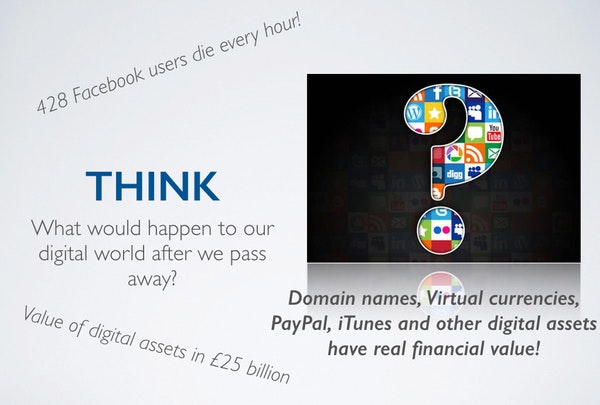 428 Facebook users die every hour!
THINK
What would happen to our
digital world after we pass
away?
Value of digital assets in £25 billion
You
Tube
digg
in
Domain names, Virtual currencies,
PayPal, iTunes and other digital assets
have real financial value!